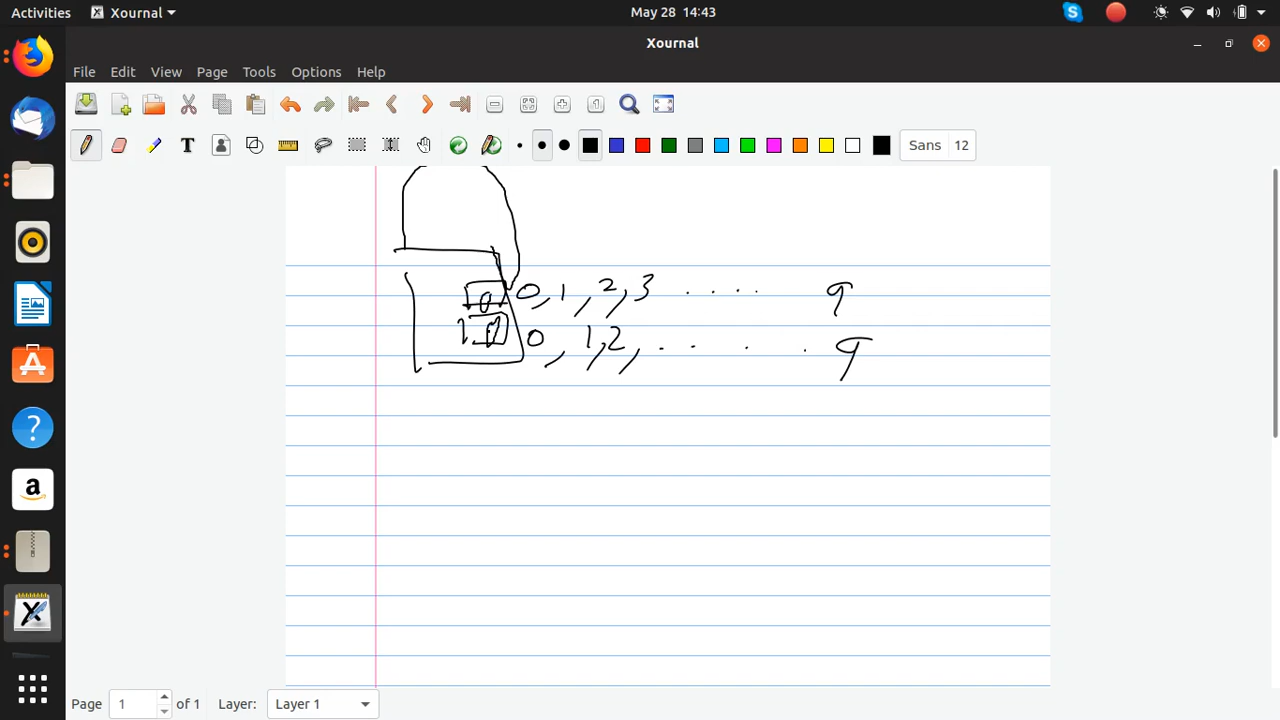 Activities Xournal May 28 14:43
Xournal
File Edit View Page Tools Options Help
T Sans 12
0 0, 1, 2, 3 . . . . 9
0 0, 1, 2, . . . . 9
?
a
X
Page 1 of 1 Layer: Layer 1